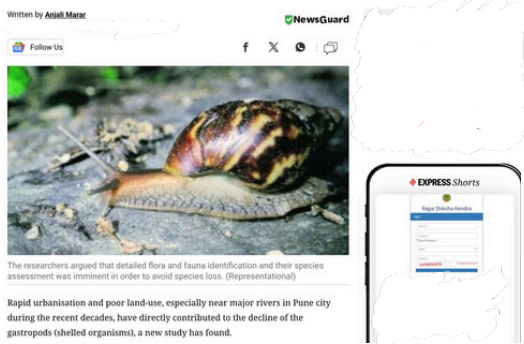 Written by Anjali Marar
NewsGuard
Follow Us
The researchers argued that detailed flora and fauna identification and their species
assessment was imminent in order to avoid species loss. (Representational)
Rapid urbanisation and poor land-use, especially near major rivers in Pune city
during the recent decades, have directly contributed to the decline of the
gastropods (shelled organisms), a new study has found.
EXPRESS Shorts
Rajya Shiksha Kendra